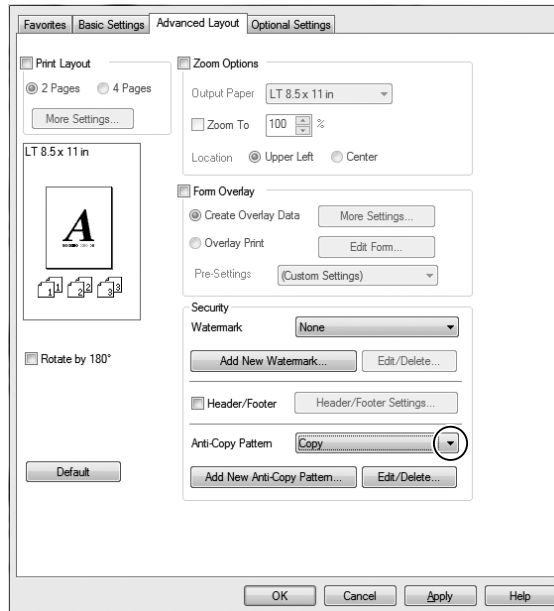 Favorites Basic Settings Advanced Layout Optional Settings
Print Layout
2 Pages 4 Pages
More Settings...
LT 8.5 x 11 in
A
1 1 2 2 3 3
Rotate by 180°
Default
Zoom Options
Output Paper LT 8.5 x 11 in
Zoom To 100 %
Location Upper Left Center
Form Overlay
Create Overlay Data More Settings...
Overlay Print Edit Form...
Pre-Settings (Custom Settings)
Security
Watermark None
Add New Watermark... Edit/Delete...
Header/Footer Header/Footer Settings...
Anti-Copy Pattern Copy
Add New Anti-Copy Pattern... Edit/Delete...
OK Cancel Apply Help